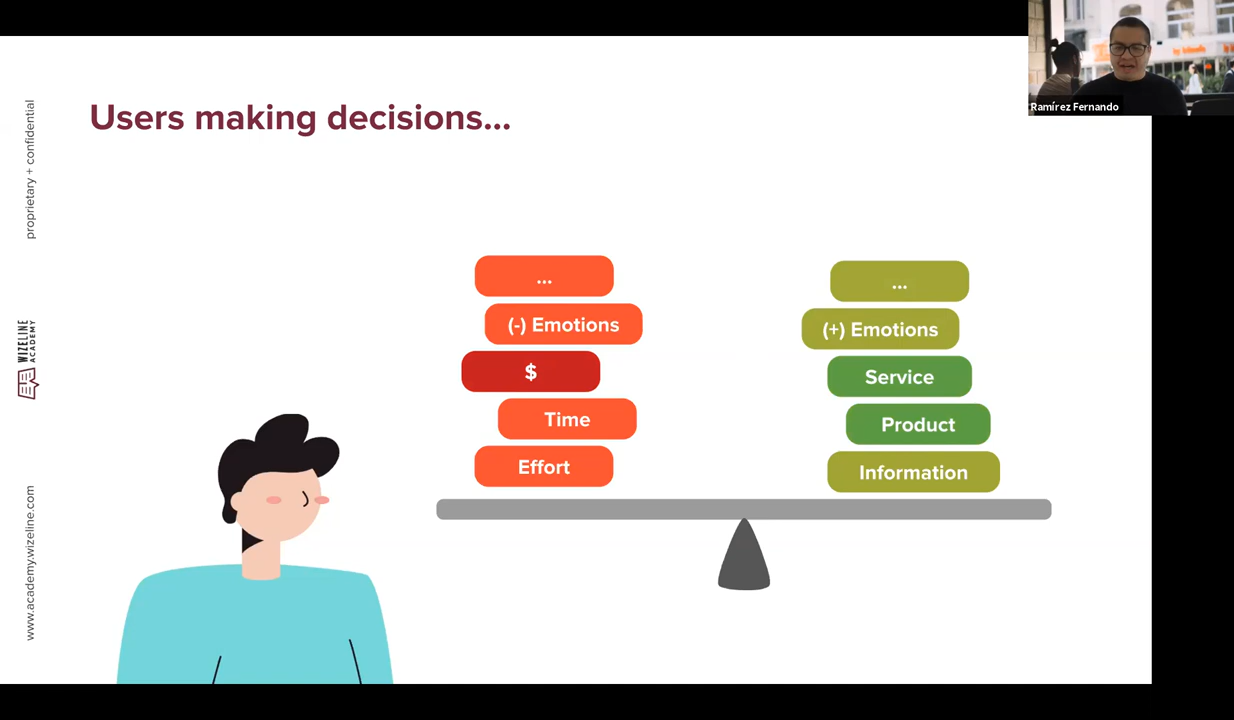 Users making decisions...
Ramírez Fernando
proprietary + confidential
WIZELINE
ACADEMY
www.academy.wizeline.com
...
(-) Emotions
$
Time
Effort
...
(+) Emotions
Service
Product
Information